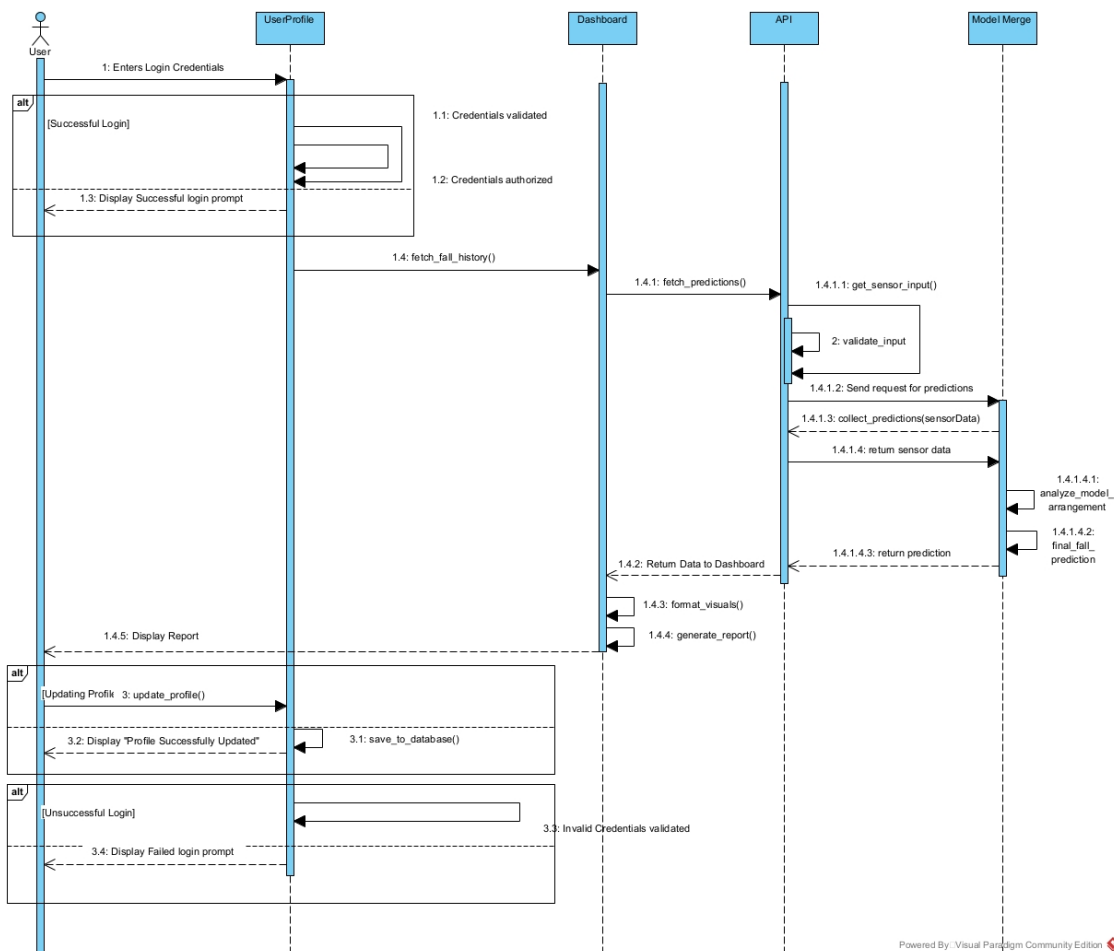 User
UserProfile
Dashboard
API
Model Merge
1: Enters Login Credentials
alt
[Successful Login]
1.1: Credentials validated
1.2: Credentials authorized
1.3: Display Successful login prompt
1.4: fetch_fall_history()
1.4.1: fetch_predictions()
1.4.1.1: get_sensor_input()
2: validate_input
1.4.1.2: Send request for predictions
1.4.1.3: collect_predictions(sensorData)
1.4.1.4: return sensor data
1.4.1.4.1:
analyze_model_
arrangement
1.4.1.4.2:
final_fall_
prediction
1.4.1.4.3: return prediction
1.4.2: Return Data to Dashboard
1.4.3: format_visuals()
1.4.4: generate_report()
1.4.5: Display Report
alt
[Updating Profile
3: update_profile()
3.1: save_to_database()
3.2: Display "Profile Successfully Updated"
alt
[Unsuccessful Login]
3.3: Invalid Credentials validated
3.4: Display Failed login prompt
Powered By Visual Paradigm Community Edition